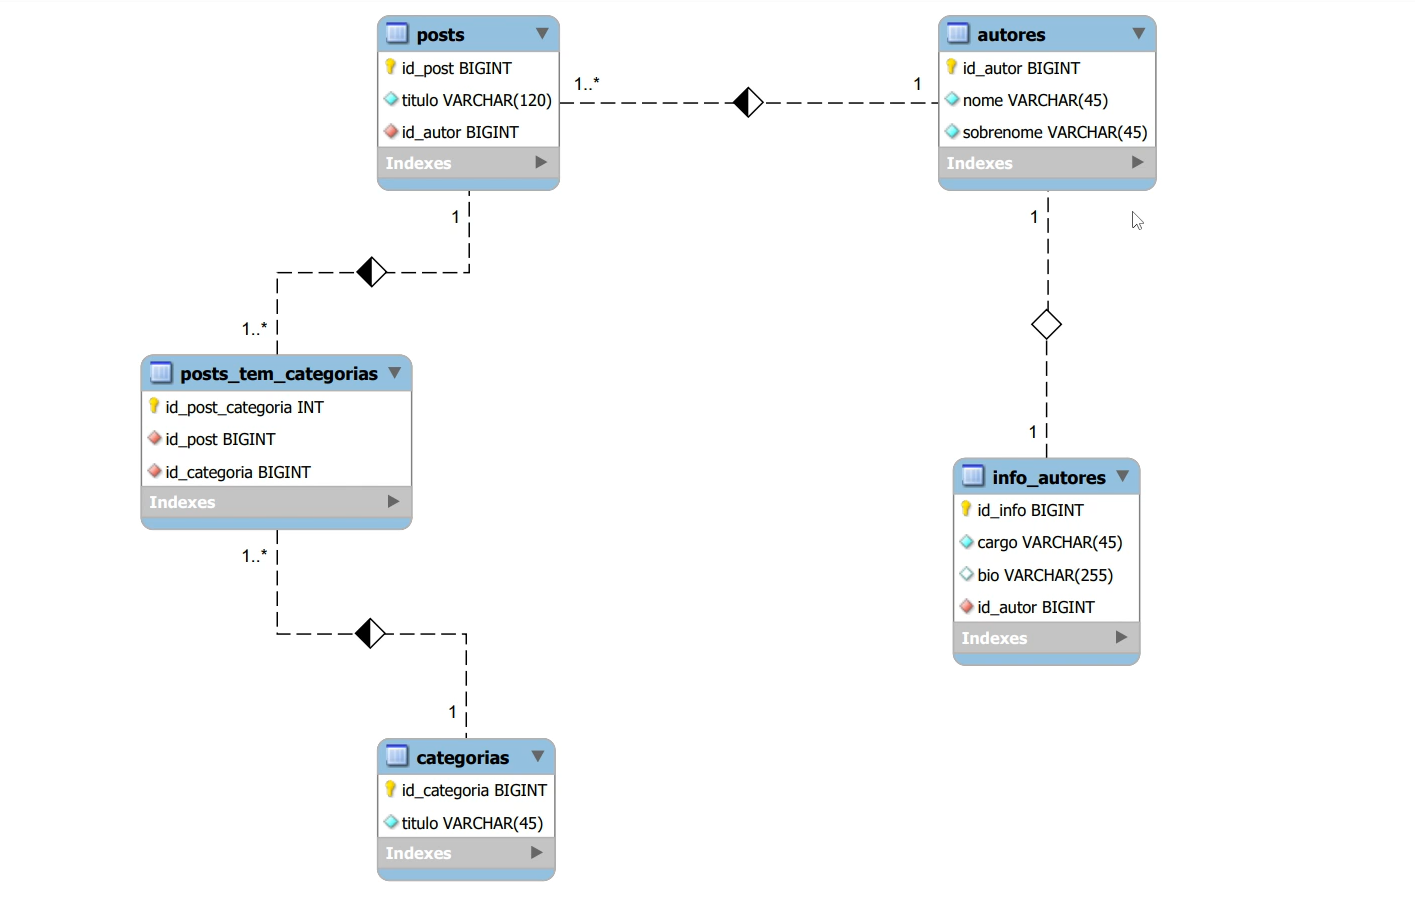 posts
id_post BIGINT
titulo VARCHAR(120)
id_autor BIGINT
Indexes
1..*
1
autores
id_autor BIGINT
nome VARCHAR(45)
sobrenome VARCHAR(45)
Indexes
1
1..*
posts_tem_categorias
id_post_categoria INT
id_post BIGINT
id_categoria BIGINT
Indexes
1
1
info_autores
id_info BIGINT
cargo VARCHAR(45)
bio VARCHAR(255)
id_autor BIGINT
Indexes
1..*
1
categorias
id_categoria BIGINT
titulo VARCHAR(45)
Indexes